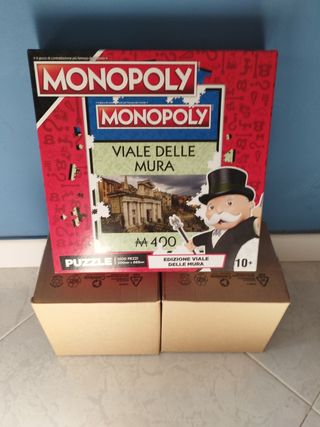 MONOPOLY
MONOPOLY
VIALE DELLE
MURA
400
PUZZLE
EDIZIONE VIALE
DELLE MURA
10+